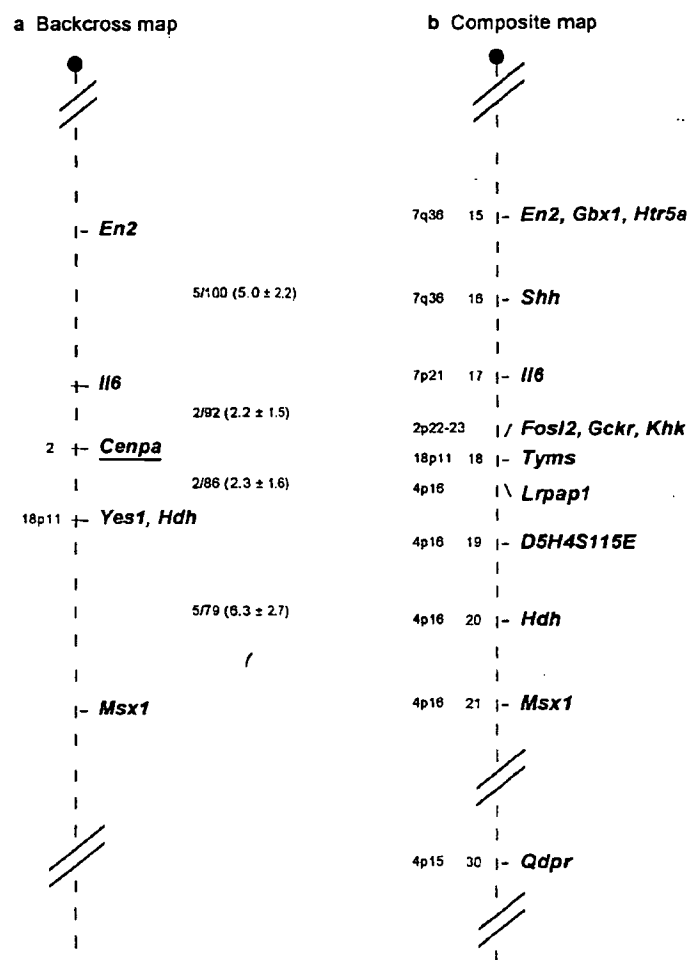 a Backcross map
En2
5/100 (5.0 ± 2.2)
Il6
2/92 (2.2 ± 1.5)
2 Cenpa
2/86 (2.3 ± 1.6)
18p11 Yes1, Hdh
5/79 (6.3 ± 2.7)
Msx1
b Composite map
7q36 15 En2, Gbx1, Htr5a
7q36 16 Shh
7p21 17 Il6
2p22-23 Fosl2, Gckr, Khk
18p11 18 Tyms
4p16 Lrpap1
4p16 19 D5H4S115E
4p16 20 Hdh
4p16 21 Msx1
4p15 30 Qdpr